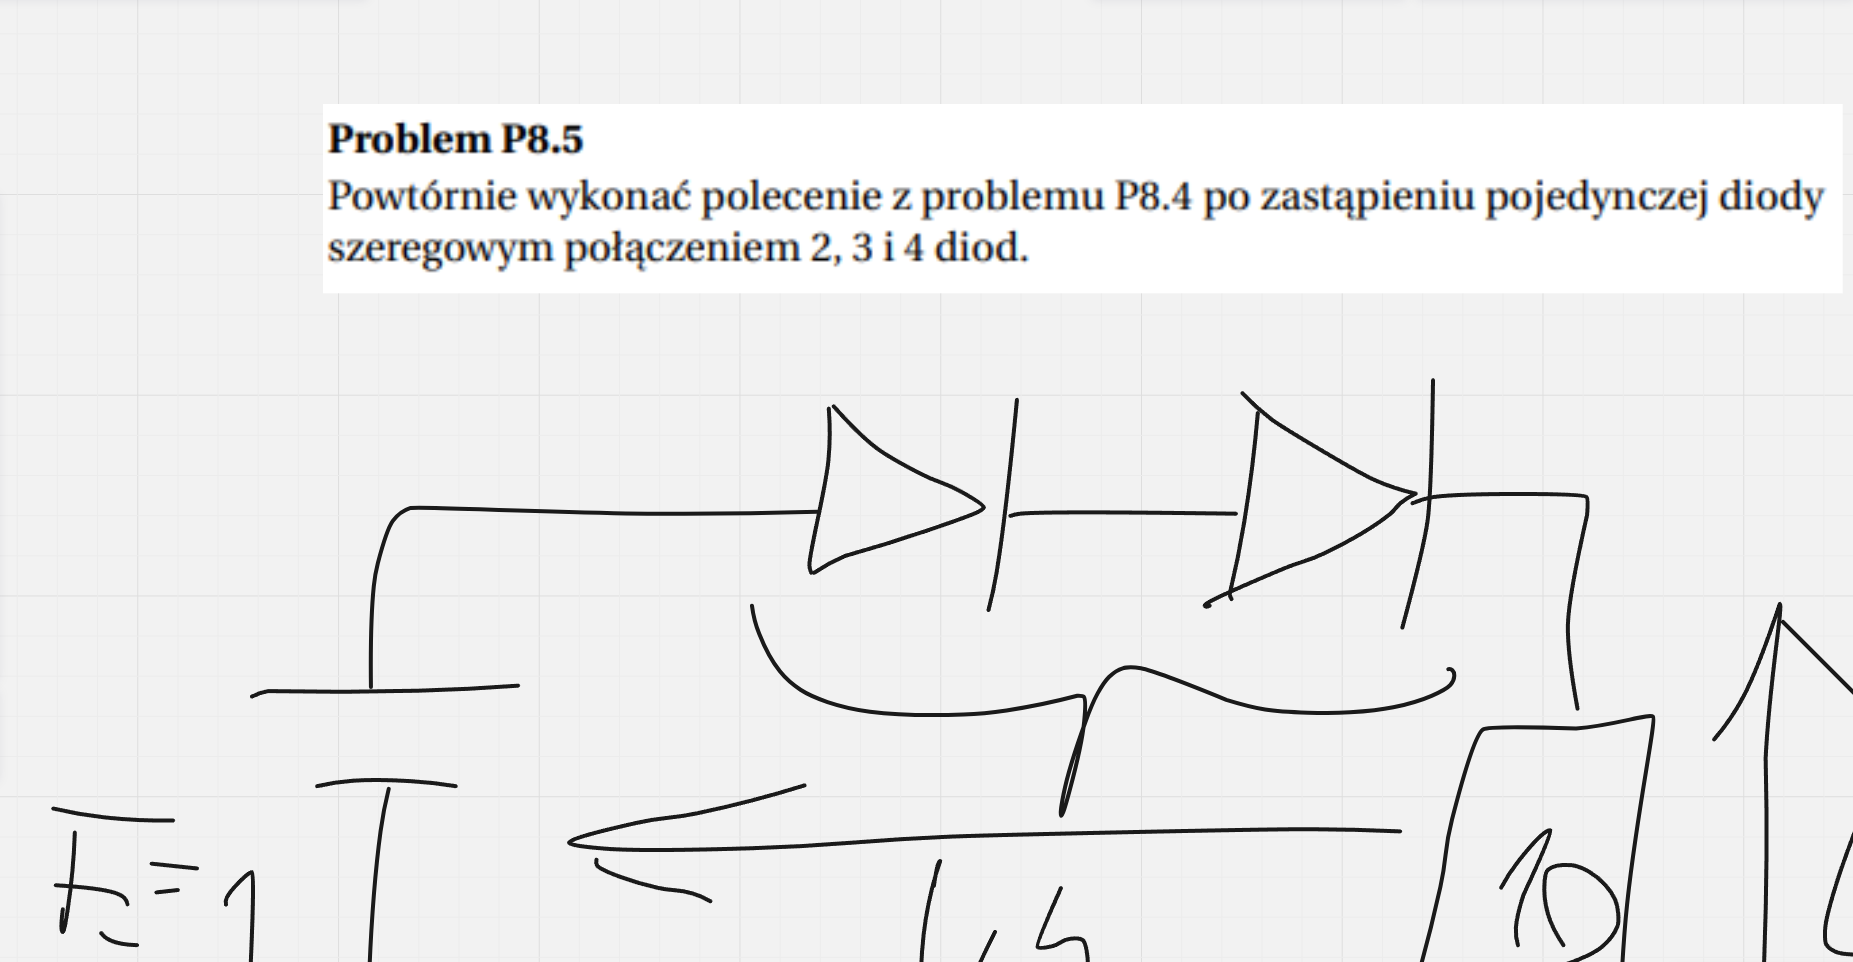 Problem P8.5
Powtórnie wykonać polecenie z problemu P8.4 po zastąpieniu pojedynczej diody
szeregowym połączeniem 2, 3 i 4 diod.
E = 1
10